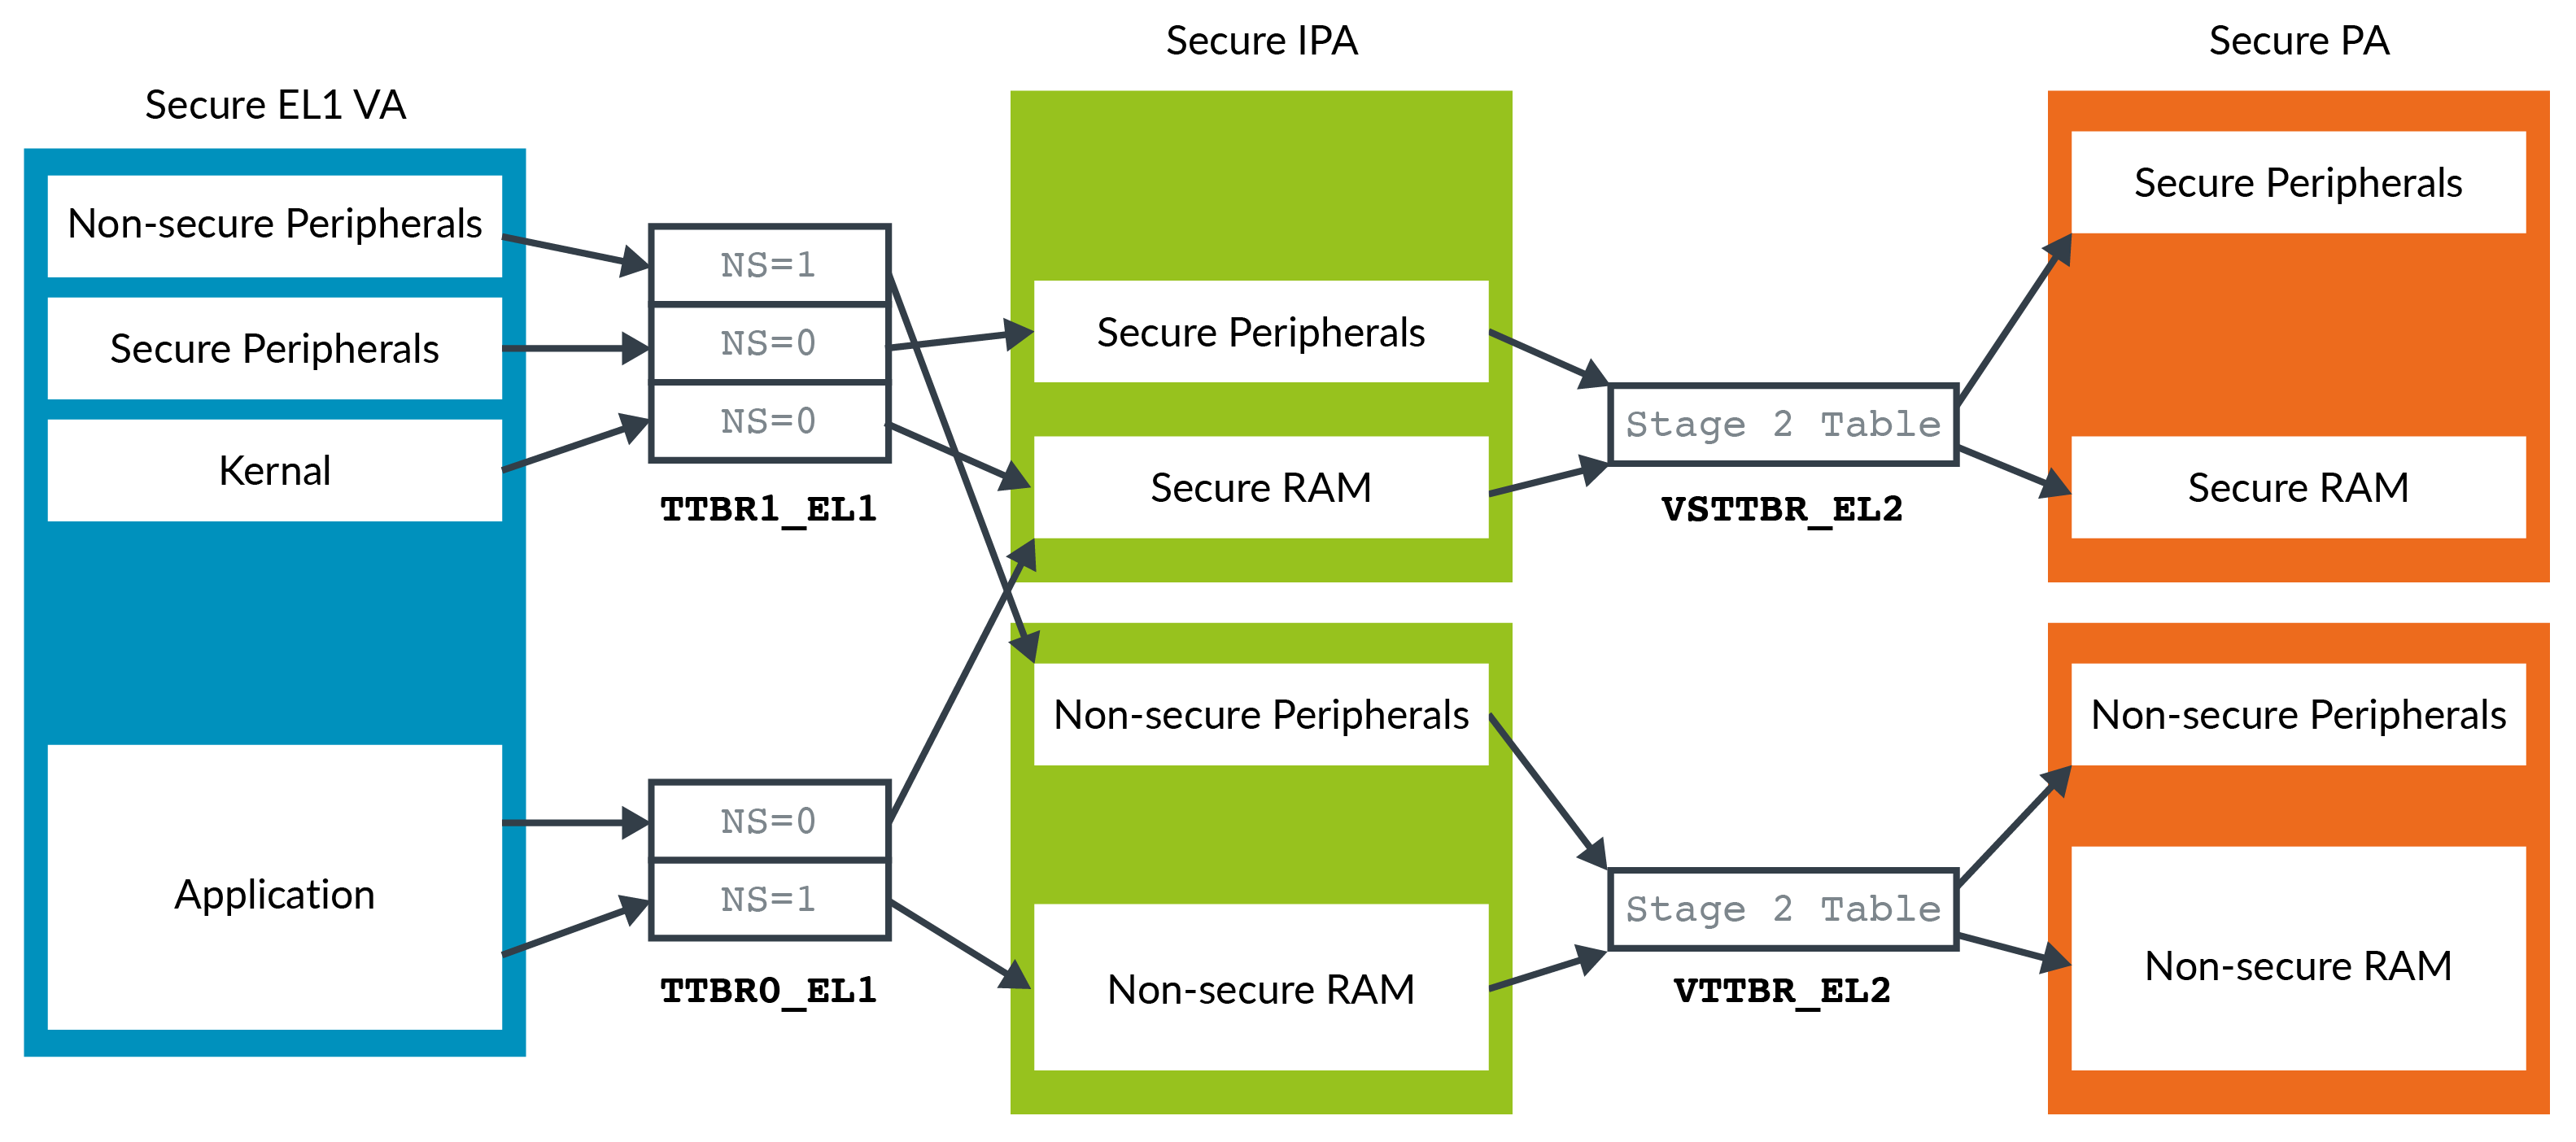 Secure EL1 VA
Non-secure Peripherals
Secure Peripherals
Kernal
Application
NS=1
NS=0
NS=0
TTBR1_EL1
NS=0
NS=1
TTBR0_EL1
Secure IPA
Secure Peripherals
Secure RAM
Non-secure Peripherals
Non-secure RAM
Stage 2 Table
VSTTBR_EL2
Stage 2 Table
VTTBR_EL2
Secure PA
Secure Peripherals
Secure RAM
Non-secure Peripherals
Non-secure RAM